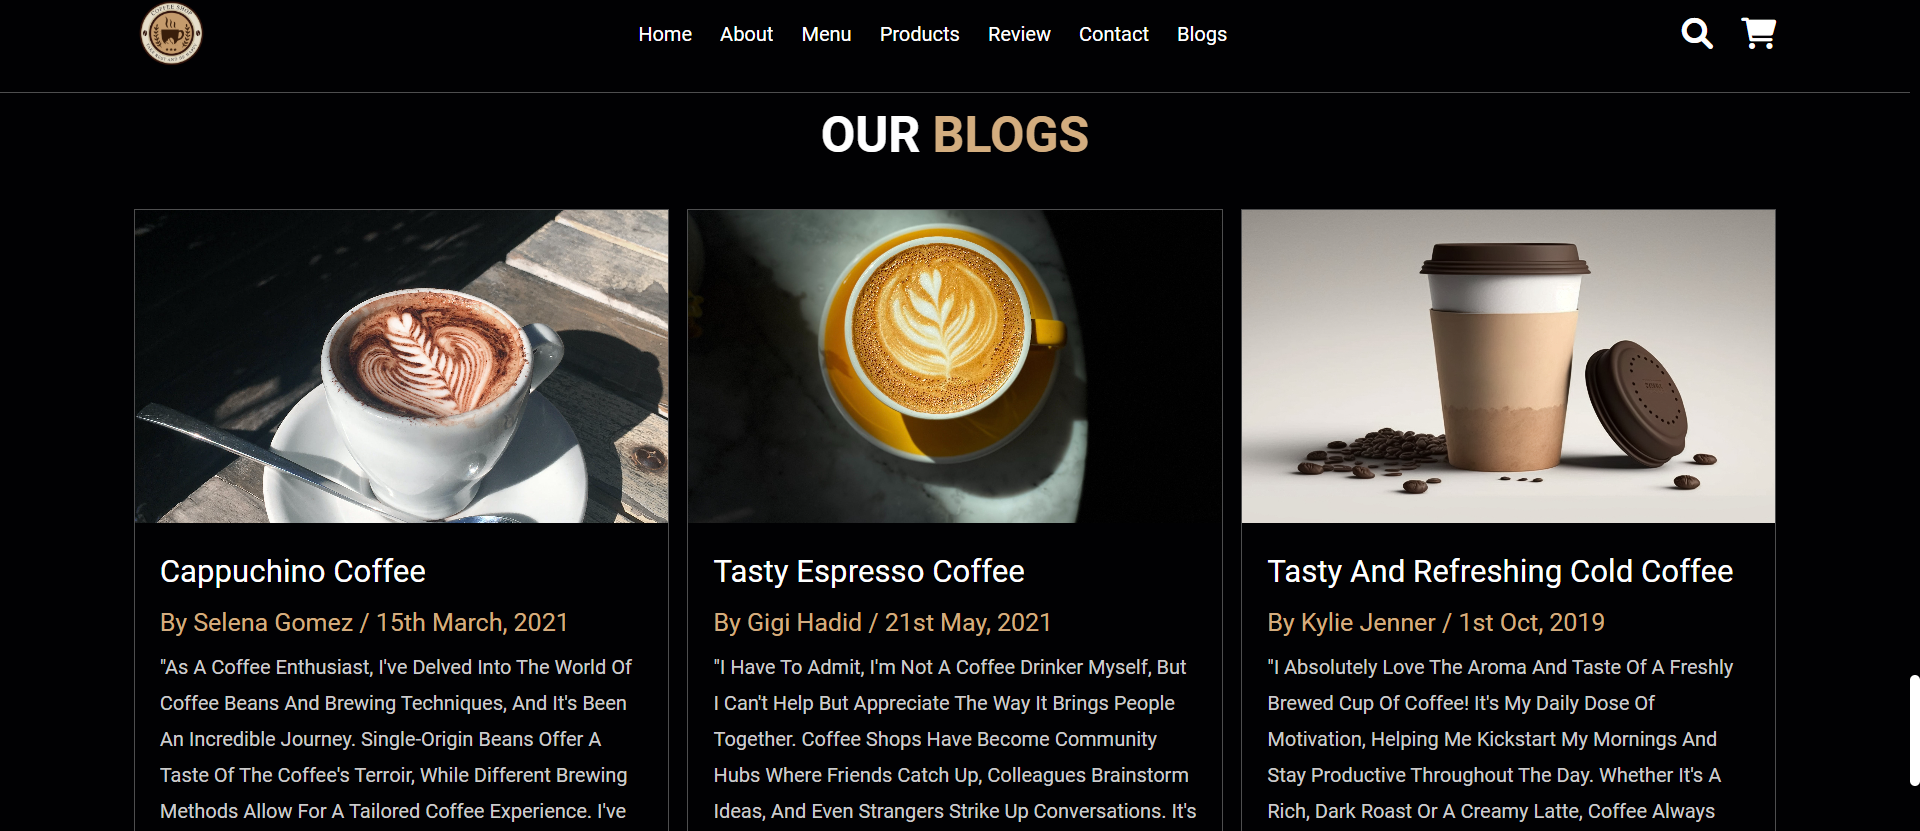 COFFEE SHOP
Home About Menu Products Review Contact Blogs
OUR BLOGS
Cappuchino Coffee
By Selena Gomez / 15th March, 2021
"As A Coffee Enthusiast, I've Delved Into The World Of
Coffee Beans And Brewing Techniques, And It's Been
An Incredible Journey. Single-Origin Beans Offer A
Taste Of The Coffee's Terroir, While Different Brewing
Methods Allow For A Tailored Coffee Experience. I've
Tasty Espresso Coffee
By Gigi Hadid / 21st May, 2021
"I Have To Admit, I'm Not A Coffee Drinker Myself, But
I Can't Help But Appreciate The Way It Brings People
Together. Coffee Shops Have Become Community
Hubs Where Friends Catch Up, Colleagues Brainstorm
Ideas, And Even Strangers Strike Up Conversations. It's
Tasty And Refreshing Cold Coffee
By Kylie Jenner / 1st Oct, 2019
"I Absolutely Love The Aroma And Taste Of A Freshly
Brewed Cup Of Coffee! It's My Daily Dose Of
Motivation, Helping Me Kickstart My Mornings And
Stay Productive Throughout The Day. Whether It's A
Rich, Dark Roast Or A Creamy Latte, Coffee Always